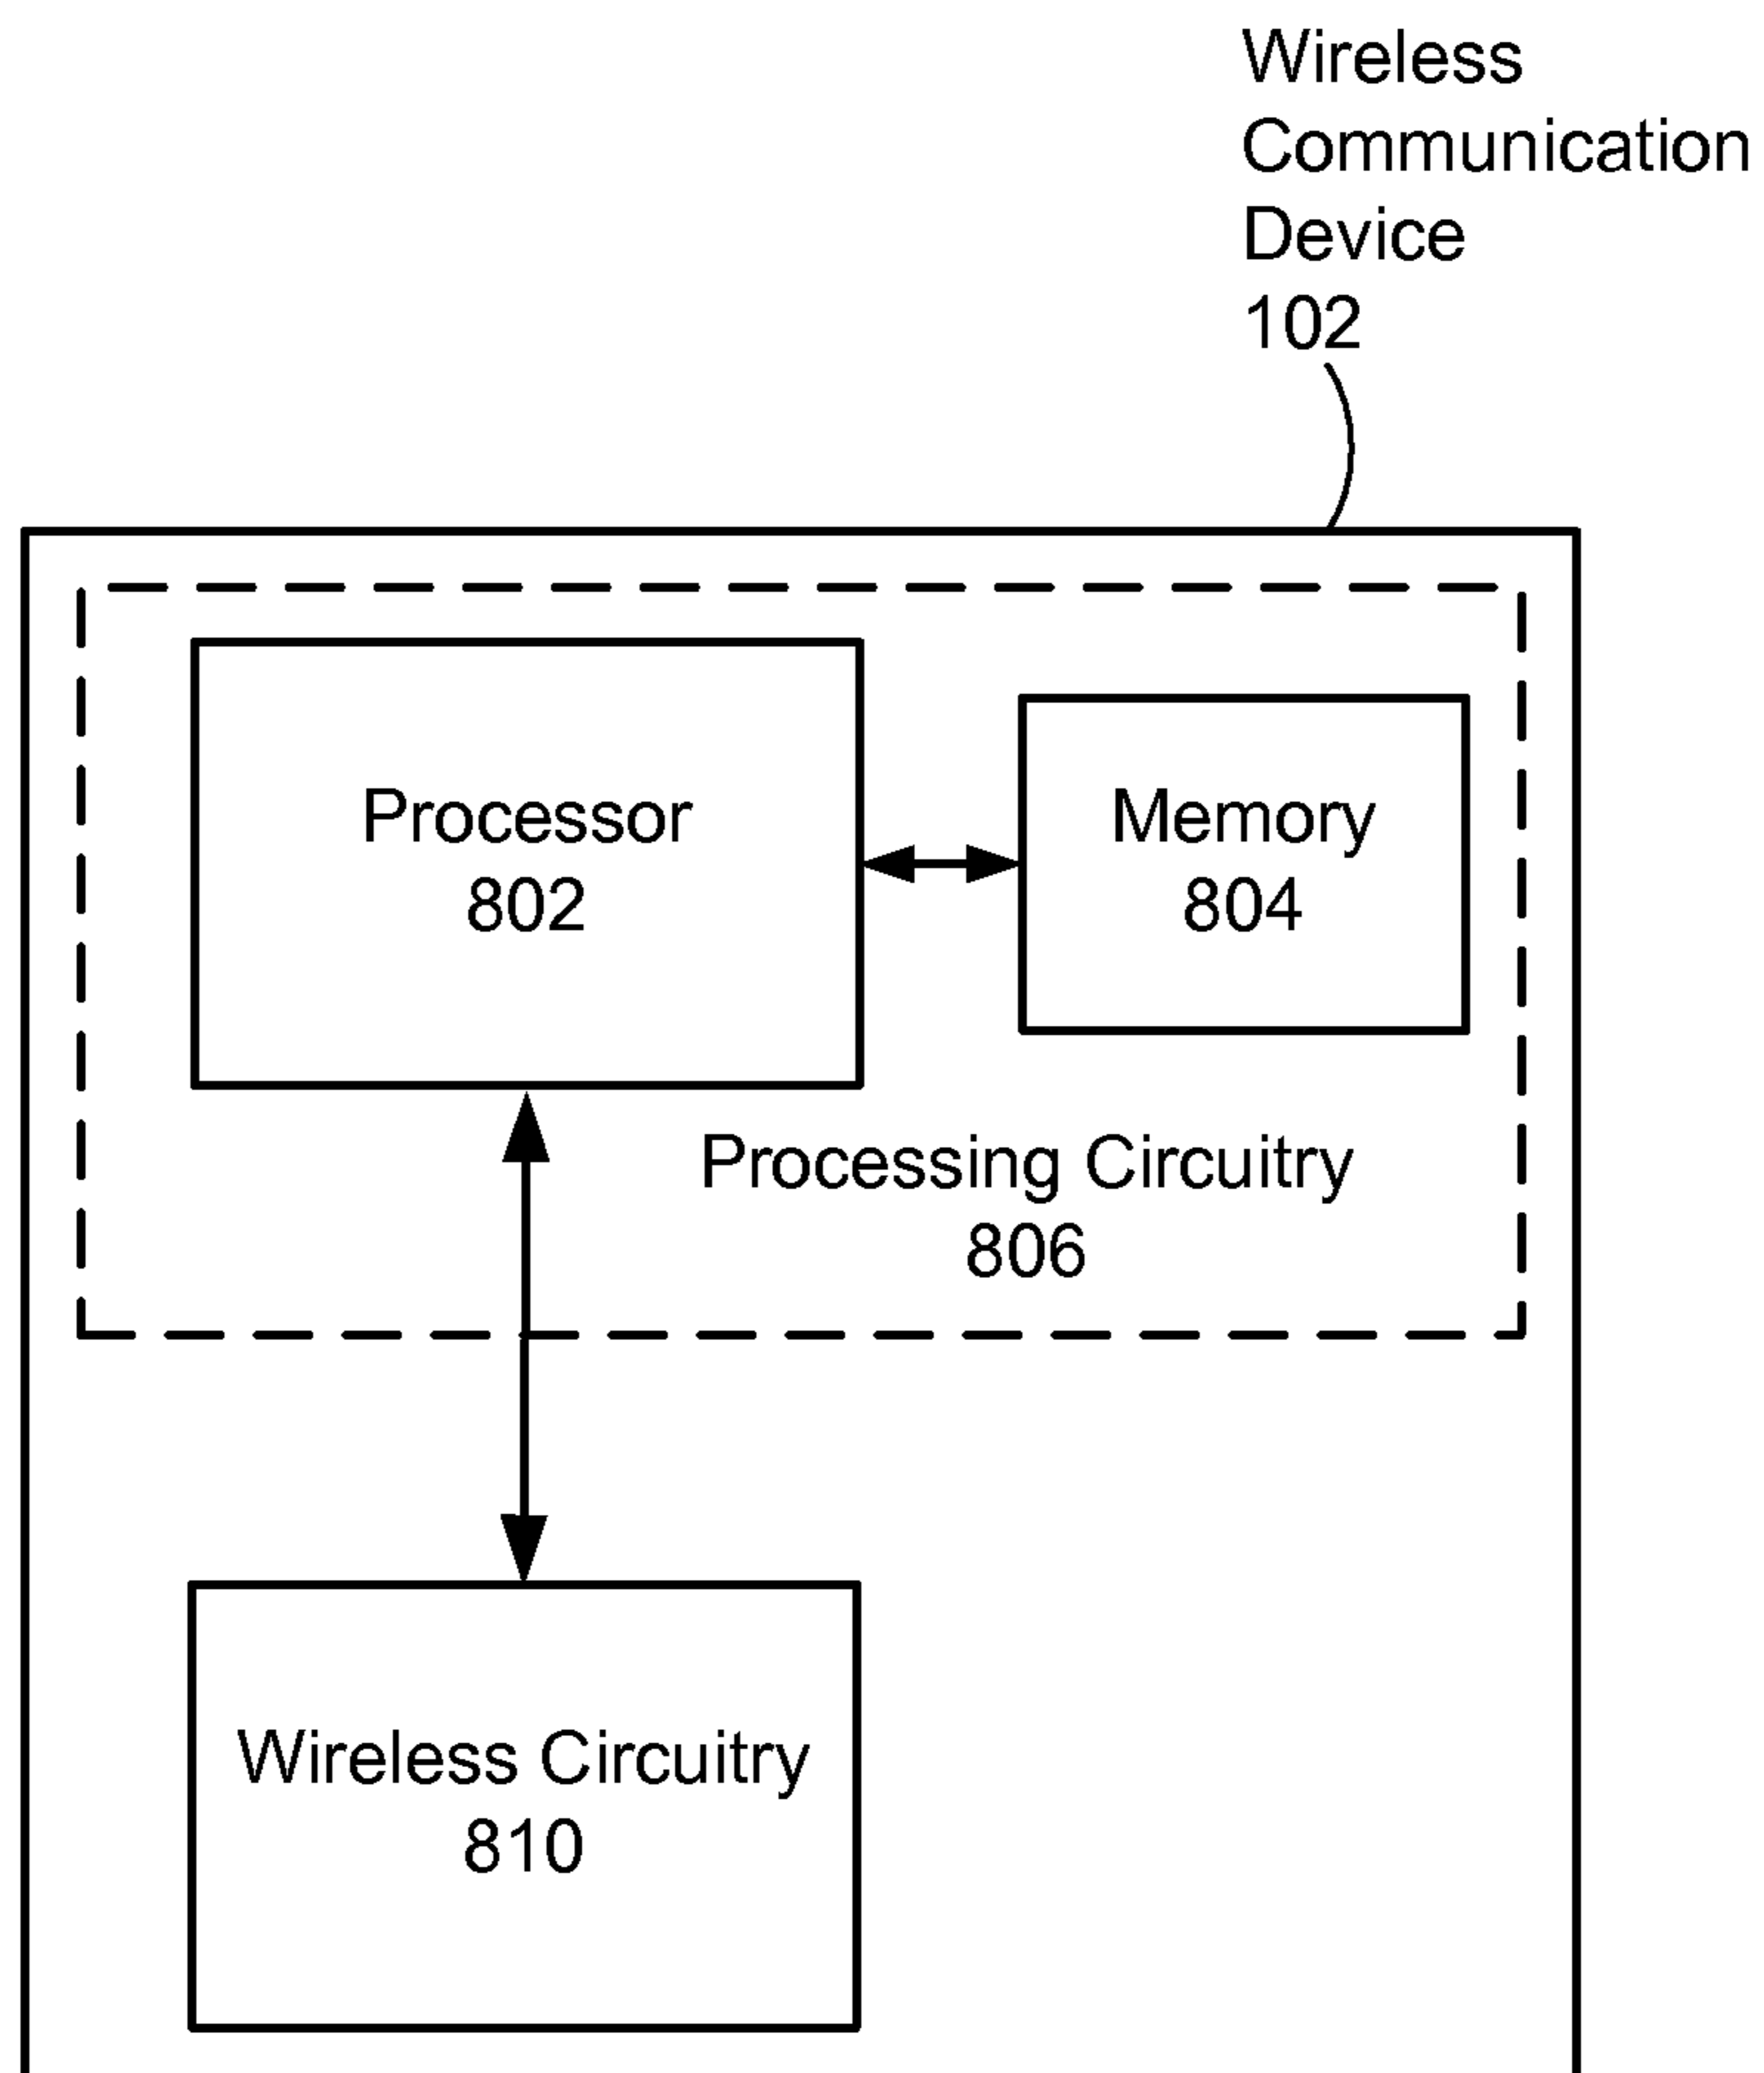 Wireless
Communication
Device
102
Processor
802
Memory
804
Processing Circuitry
806
Wireless Circuitry
810